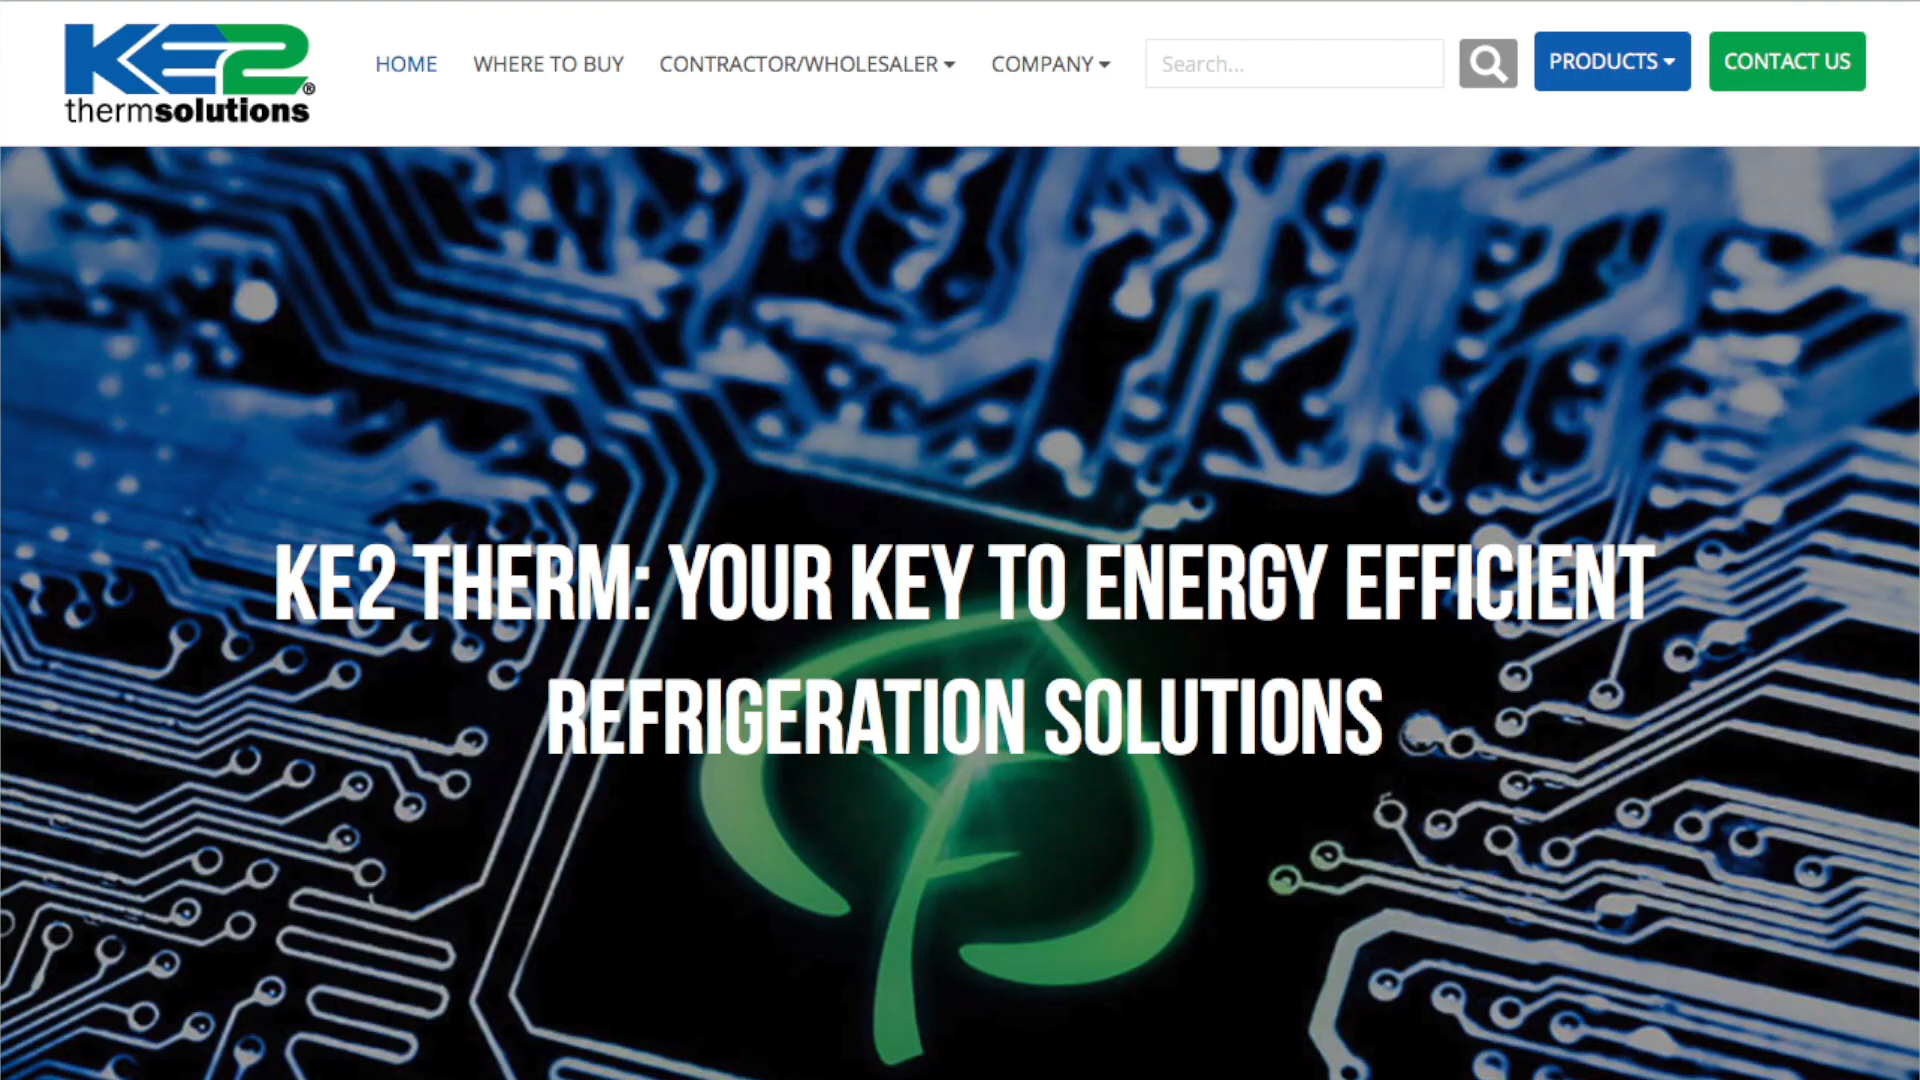 KE2®
thermsolutions
HOME WHERE TO BUY CONTRACTOR/WHOLESALER COMPANY Search... PRODUCTS CONTACT US
KE2 THERM: YOUR KEY TO ENERGY EFFICIENT
REFRIGERATION SOLUTIONS